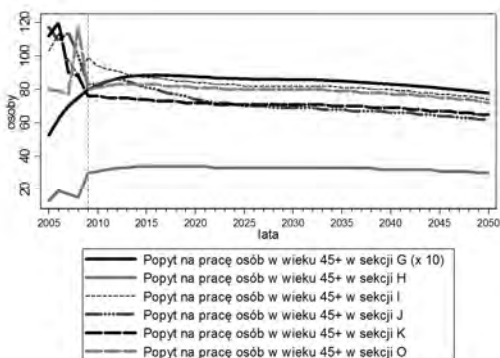 120
100
80
60
40
20
osoby
2005 2010 2015 2020 2025 2030 2035 2040 2045 2050
lata
Popyt na pracę osób w wieku 45+ w sekcji G (x 10)
Popyt na pracę osób w wieku 45+ w sekcji H
Popyt na pracę osób w wieku 45+ w sekcji I
Popyt na pracę osób w wieku 45+ w sekcji J
Popyt na pracę osób w wieku 45+ w sekcji K
Popyt na pracę osób w wieku 45+ w sekcji O